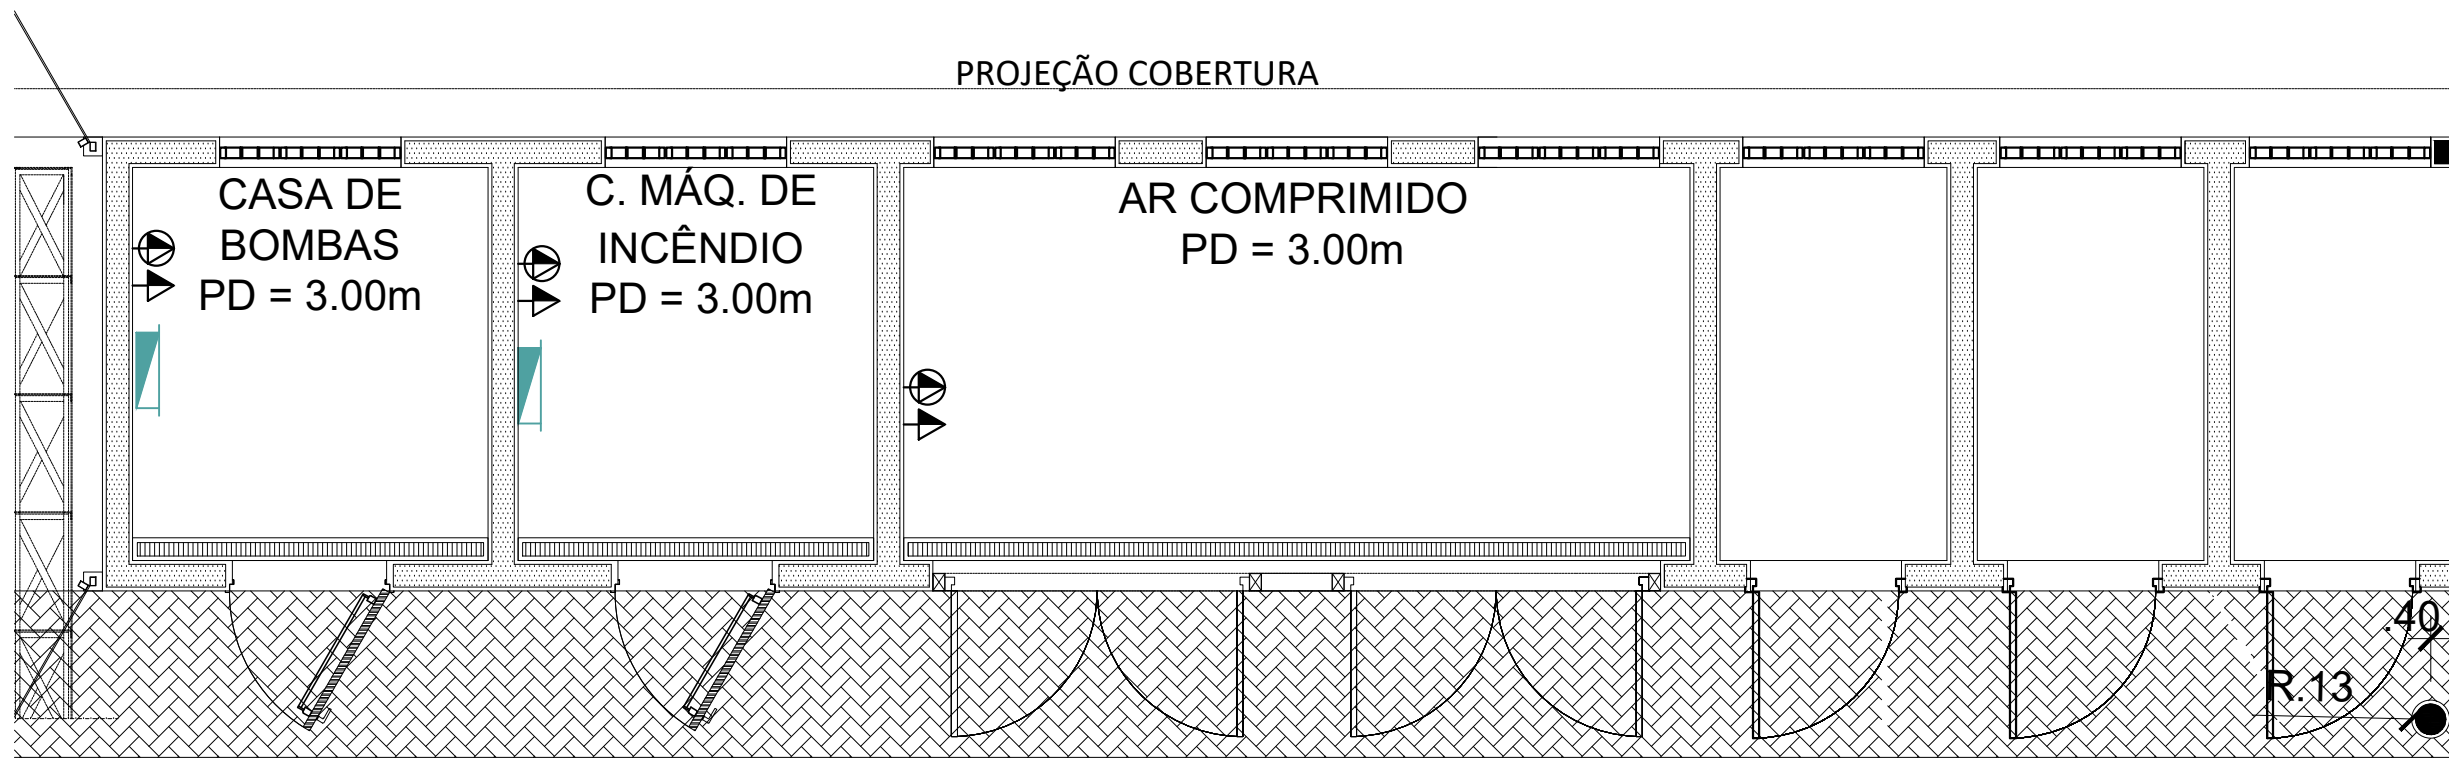 PROJEÇÃO COBERTURA
CASA DE
BOMBAS
PD = 3.00m
C. MÁQ. DE
INCÊNDIO
PD = 3.00m
AR COMPRIMIDO
PD = 3.00m
.40
R.13